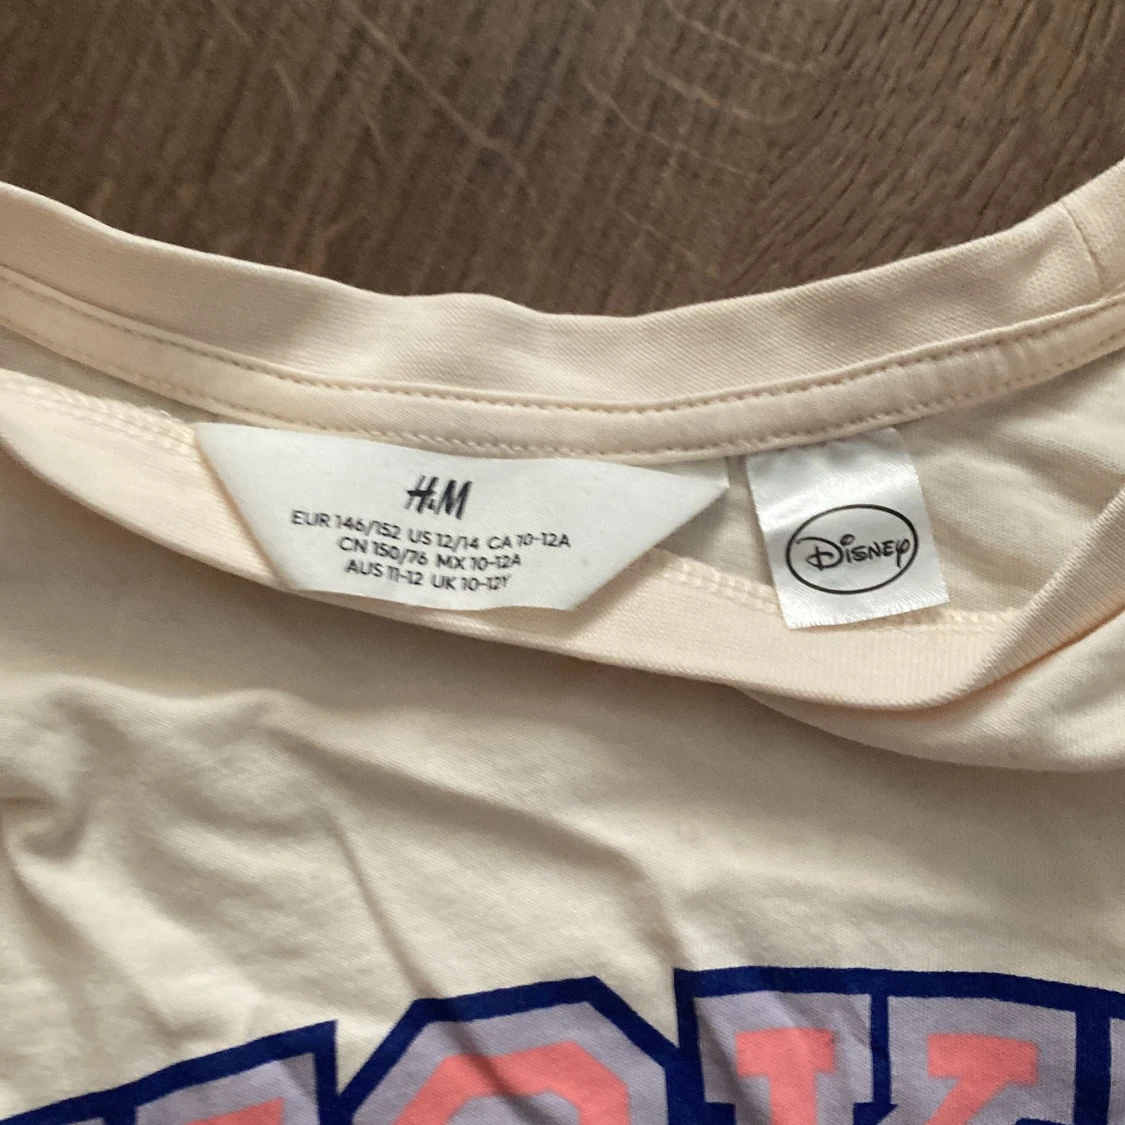 H&M
EUR 146/152 US 12/14 CA 10-12A
CN 150/76 MX 10-12A
AUS 11-12 UK 10-12Y
Disney